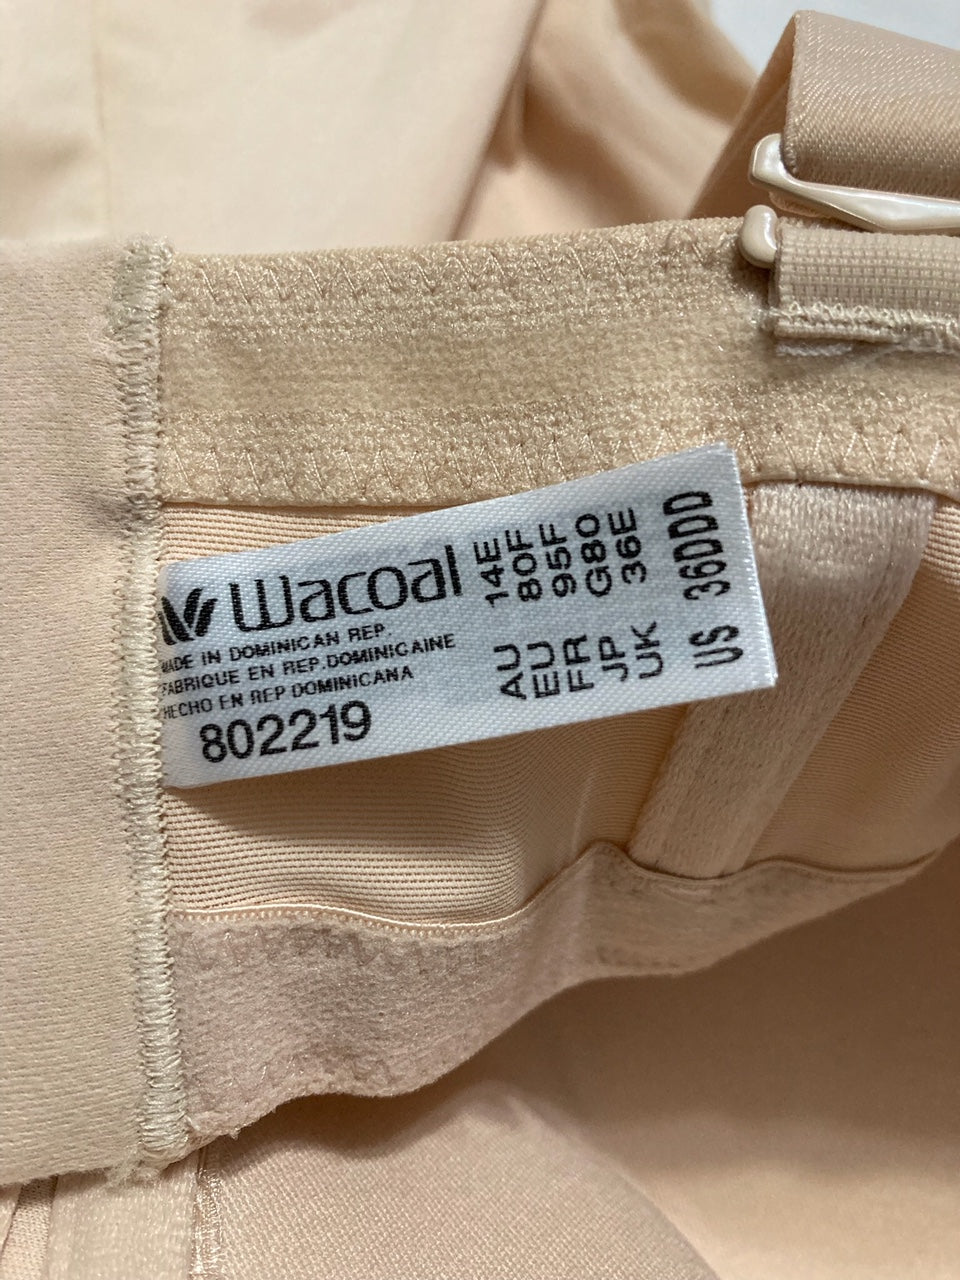 Wacoal
MADE IN DOMINICAN REP.
FABRIQUE EN REP.DOMINICAINE
HECHO EN REP DOMINICANA
802219
AU 14E
EU 80F
FR 95F
JP G80
UK 36E
US 36DDD